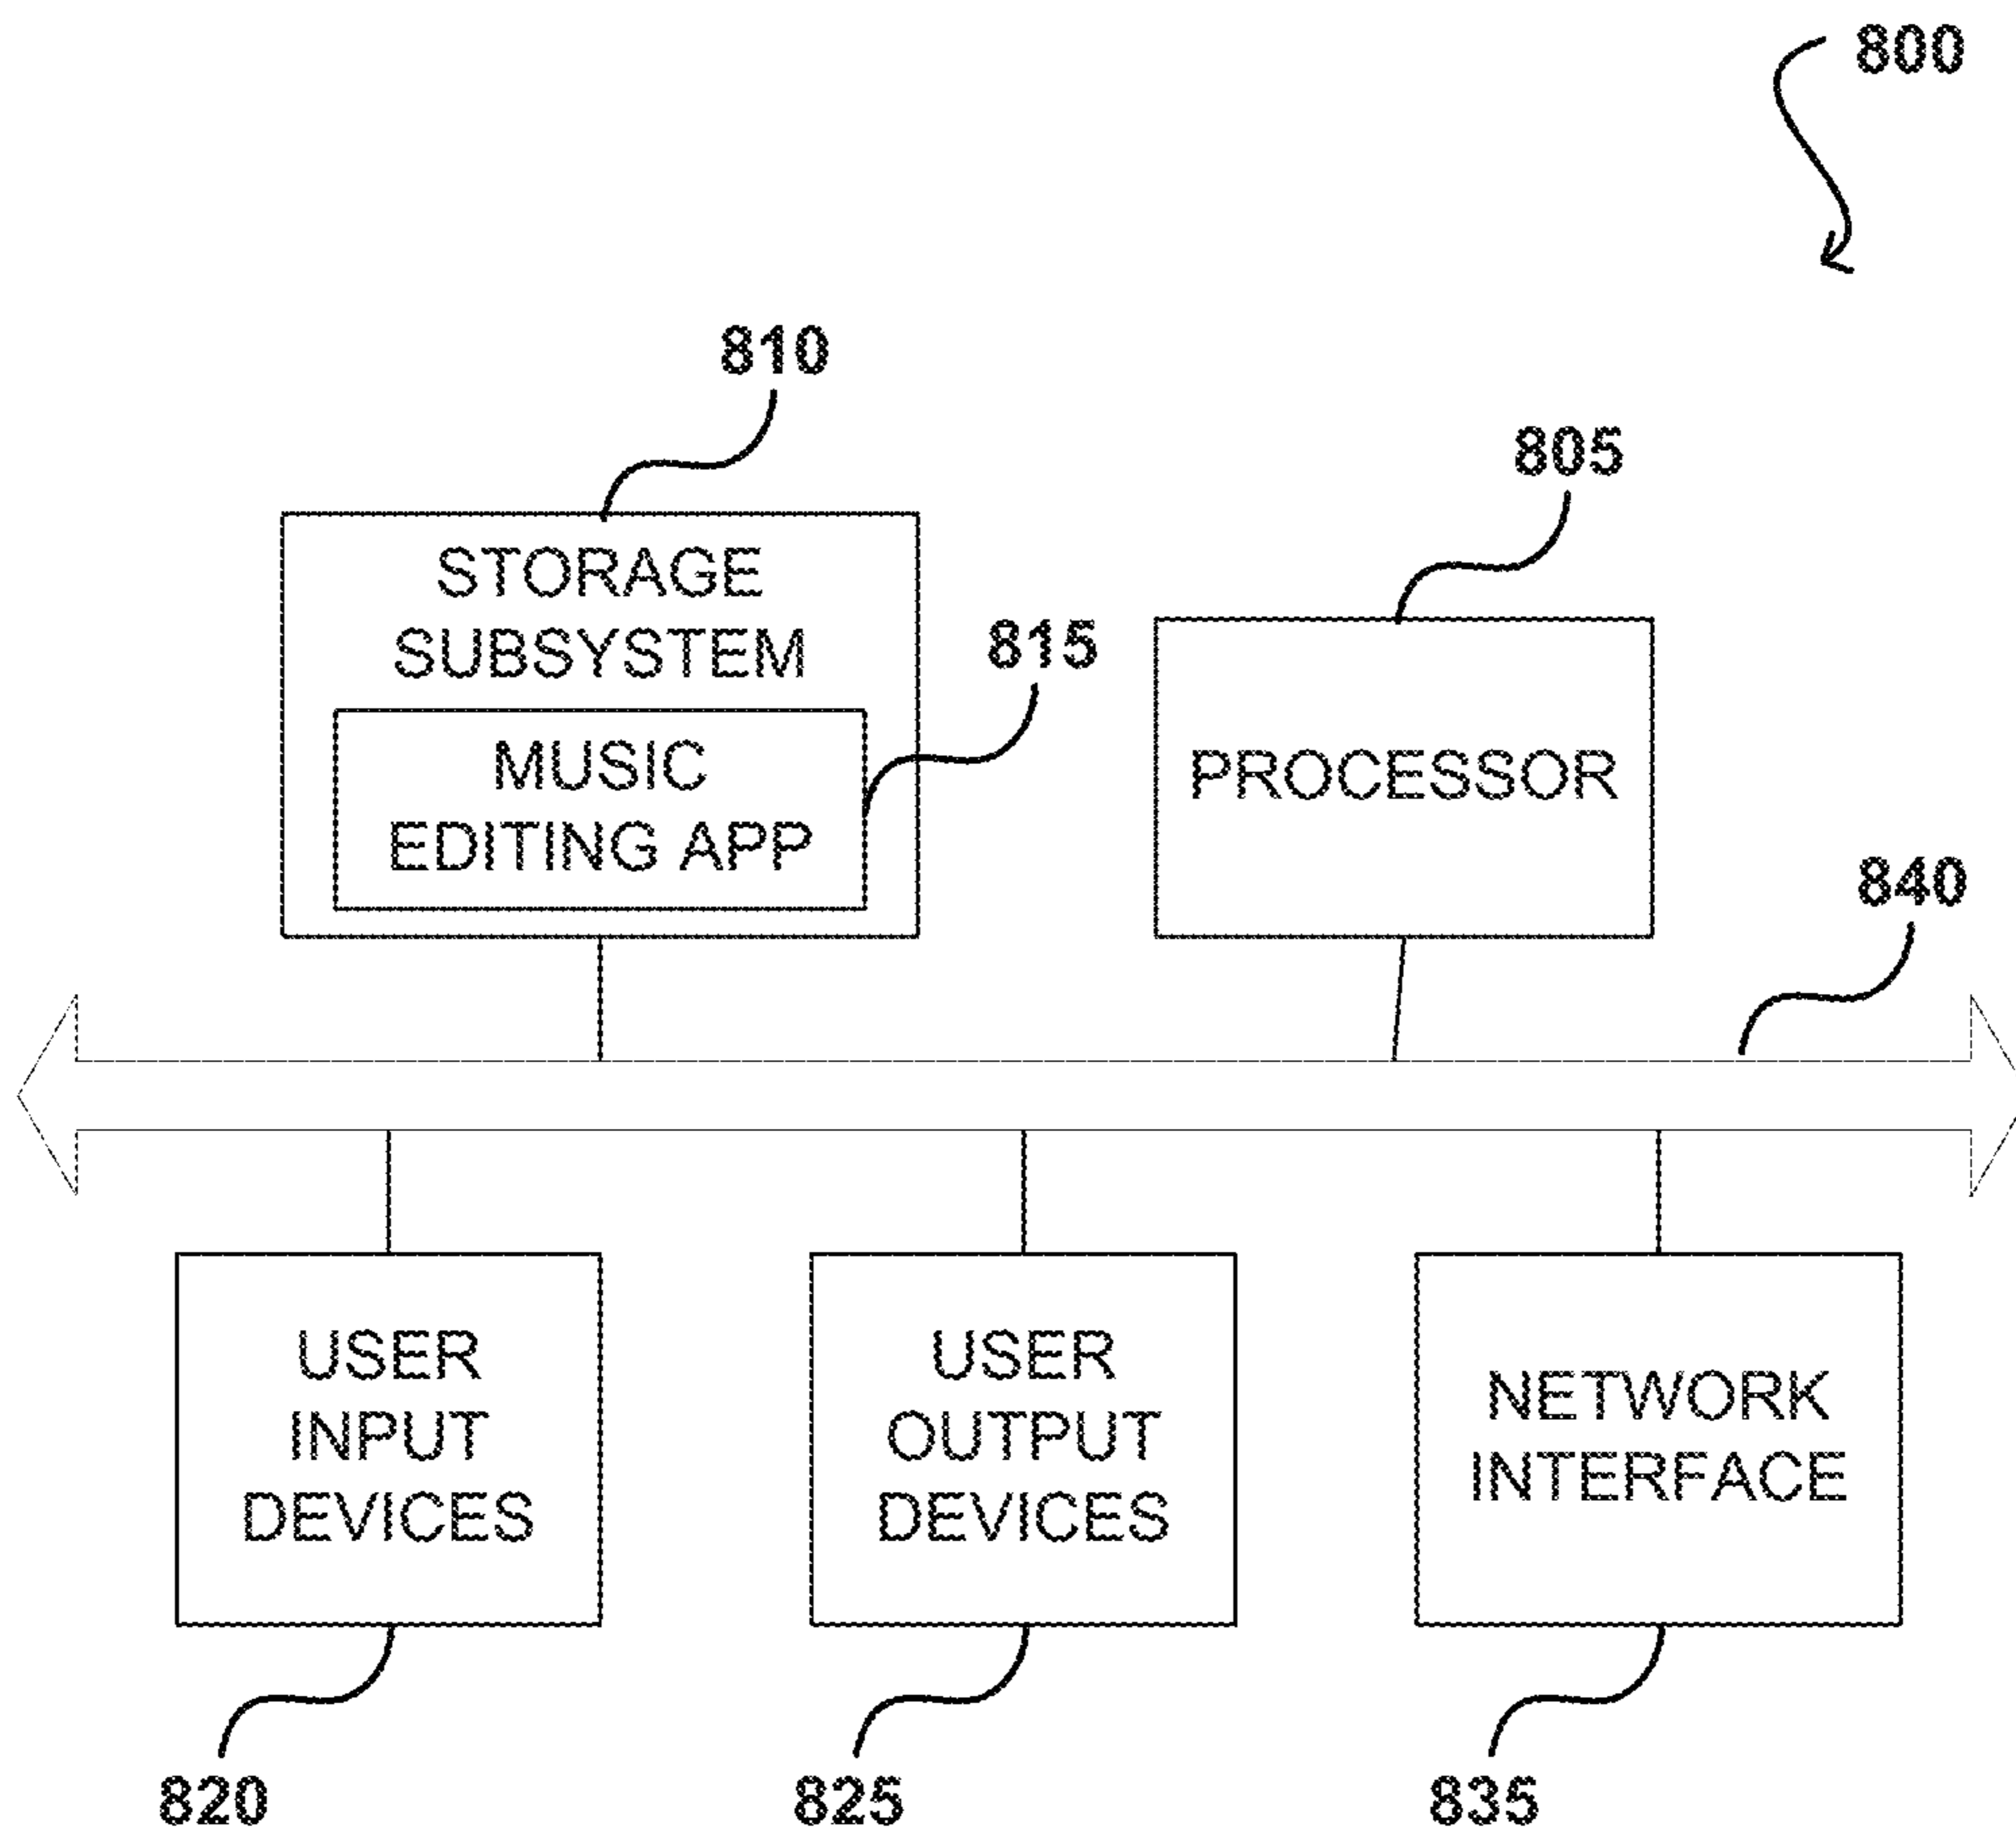 800
810
805
STORAGE
SUBSYSTEM
815
MUSIC
EDITING APP
PROCESSOR
840
USER
INPUT
DEVICES
USER
OUTPUT
DEVICES
NETWORK
INTERFACE
820
825
835